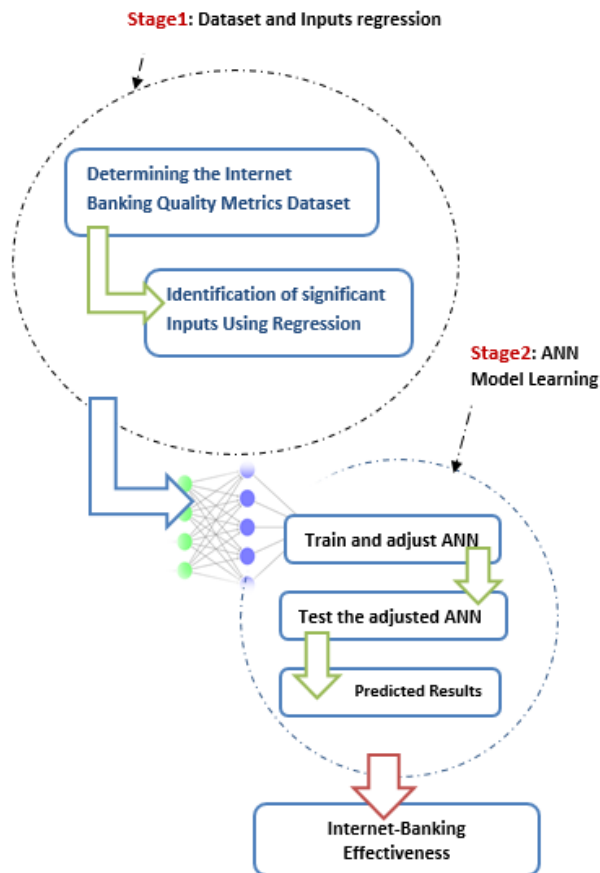 Stage1: Dataset and Inputs regression
Determining the Internet
Banking Quality Metrics Dataset
Identification of significant
Inputs Using Regression
Stage2: ANN
Model Learning
Train and adjust ANN
Test the adjusted ANN
Predicted Results
Internet-Banking
Effectiveness